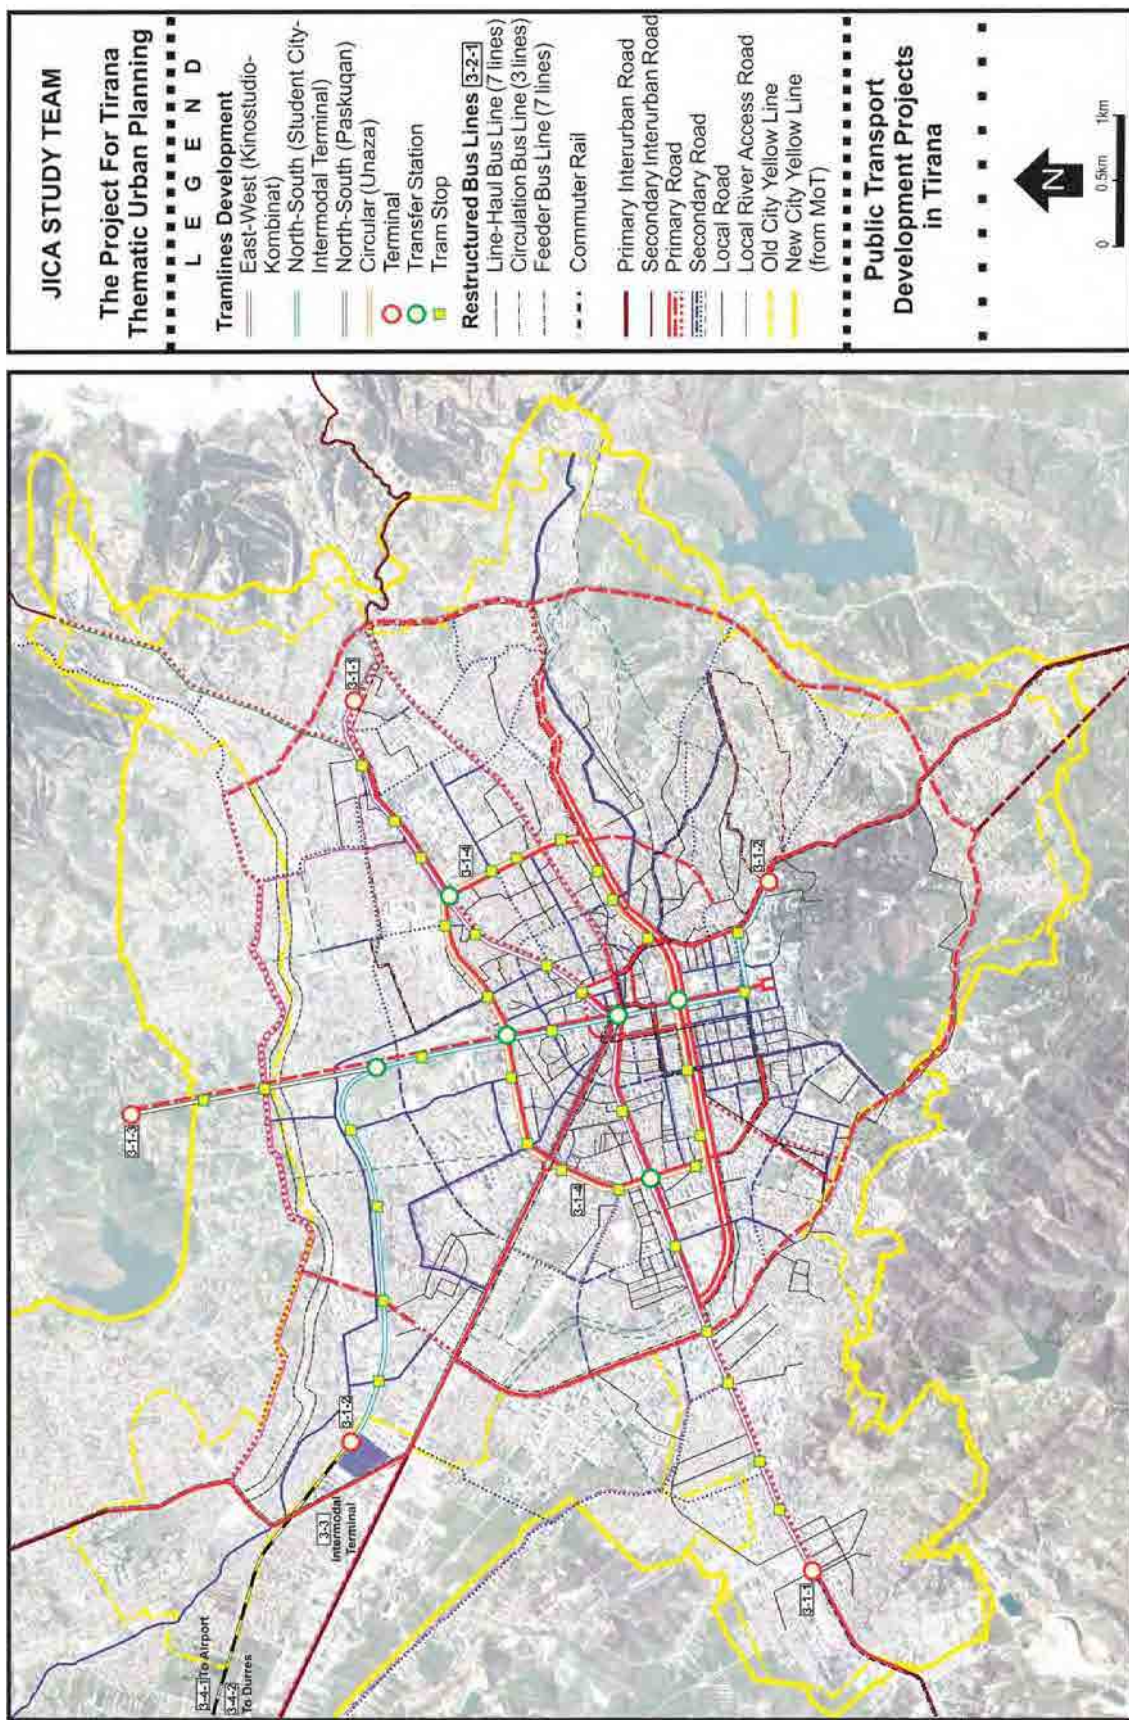 JICA STUDY TEAM
The Project For Tirana
Thematic Urban Planning
L E G E N D
Tramlines Development
East-West (Kinostudio-
Kombinat)
North-South (Student City-
Intermodal Terminal)
North-South (Paskuqan)
Circular (Unaza)
Terminal
Transfer Station
Tram Stop
Restructured Bus Lines 3-2-1
Line-Haul Bus Line (7 lines)
Circulation Bus Line (3 lines)
Feeder Bus Line (7 lines)
Commuter Rail
Primary Interurban Road
Secondary Interurban Road
Primary Road
Secondary Road
Local Road
Local River Access Road
Old City Yellow Line
New City Yellow Line
(from MoT)
Public Transport
Development Projects
in Tirana
N
0 0.5km 1km
3-4-1 To Airport
3-4-2
To Durres
3-3
Intermodal
Terminal
3-1-2
3-1-3
3-1-1
3-1-4
3-1-4
3-1-2
3-1-1